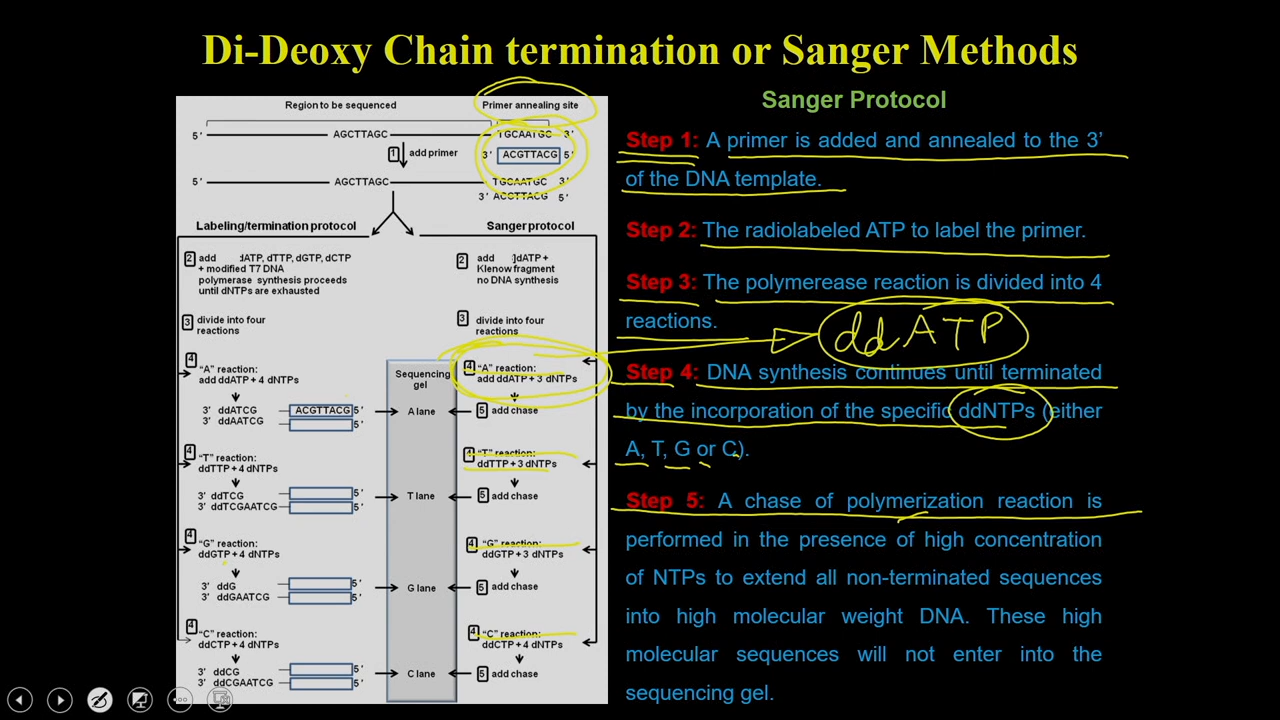 Di-Deoxy Chain termination or Sanger Methods
Region to be sequenced
Primer annealing site
5' AGCTTAGC TGCAATGC 3'
1 add primer
3' ACGTTACG 5'
5' AGCTTAGC TGCAATGC 3'
3' ACGTTACG 5'
Labeling/termination protocol
2 add dATP, dTTP, dGTP, dCTP
+ modified T7 DNA
polymerase synthesis proceeds
until dNTPs are exhausted
3 divide into four
reactions
4 "A" reaction:
add ddATP + 4 dNTPs
3' ddATCG ACGTTACG 5'
3' ddAATCG 5'
4 "T" reaction:
ddTTP + 4 dNTPs
3' ddTCG 5'
3' ddTCGAATCG 5'
4 "G" reaction:
ddGTP + 4 dNTPs
3' ddG 5'
3' ddGAATCG 5'
4 "C" reaction:
ddCTP + 4 dNTPs
3' ddCG 5'
3' ddCGAATCG 5'
Sequencing
gel
A lane
T lane
G lane
C lane
Sanger protocol
2 add ]dATP +
Klenow fragment
no DNA synthesis
3 divide into four
reactions
4 "A" reaction:
add ddATP + 3 dNTPs
5 add chase
4 "T" reaction:
ddTTP + 3 dNTPs
5 add chase
4 "G" reaction:
ddGTP + 3 dNTPs
5 add chase
4 "C" reaction:
ddCTP + 4 dNTPs
5 add chase
Sanger Protocol
Step 1: A primer is added and annealed to the 3'
of the DNA template.
Step 2: The radiolabeled ATP to label the primer.
Step 3: The polymerease reaction is divided into 4
reactions.
ddATP
Step 4: DNA synthesis continues until terminated
by the incorporation of the specific ddNTPs (either
A, T, G or C).
Step 5: A chase of polymerization reaction is
performed in the presence of high concentration
of NTPs to extend all non-terminated sequences
into high molecular weight DNA. These high
molecular sequences will not enter into the
sequencing gel.